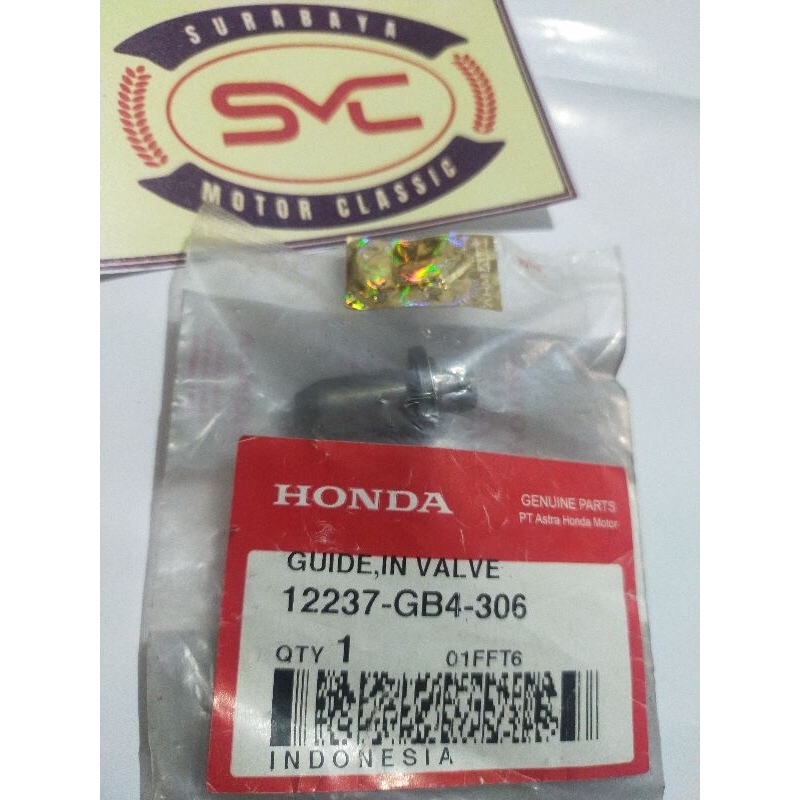 SURABAYA
SMC
MOTOR CLASSIC
HONDA
GENUINE PARTS
PT Astra Honda Motor
GUIDE,IN VALVE
12237-GB4-306
QTY 1 01FFT6
INDONESIA